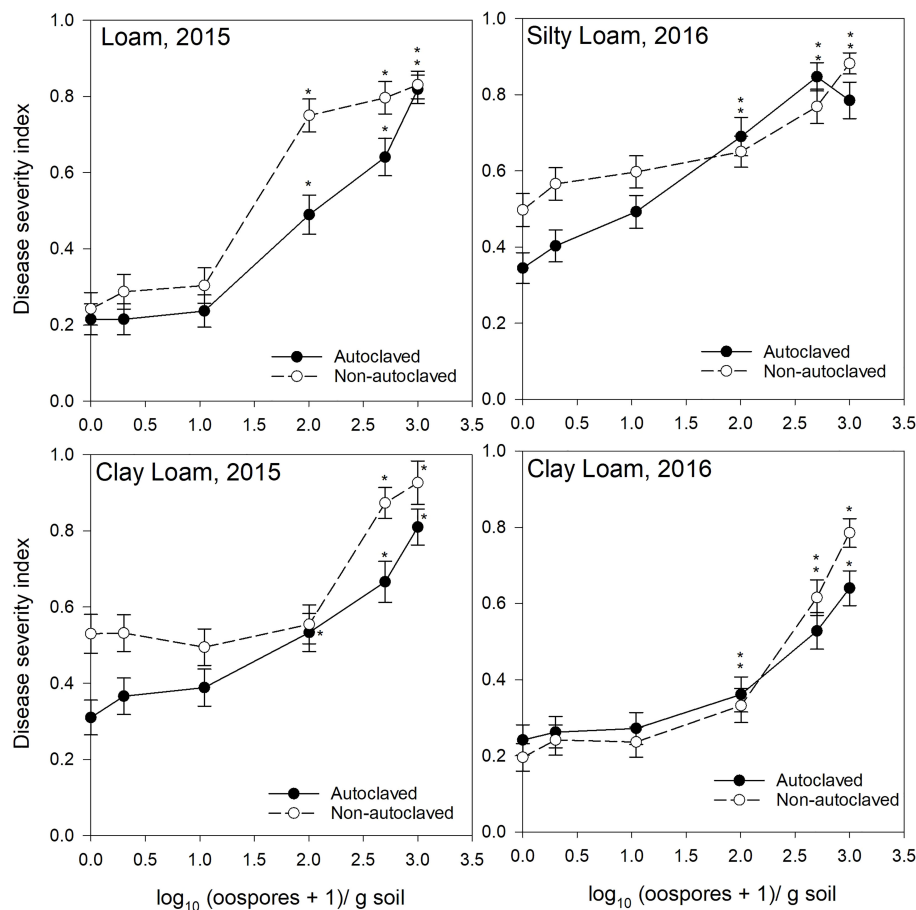 Loam, 2015
Disease severity index
1.0
0.8
0.6
0.4
0.2
0.0
*
*
*
*
*
*
Autoclaved
Non-autoclaved
0.0 0.5 1.0 1.5 2.0 2.5 3.0 3.5
Silty Loam, 2016
1.0
0.8
0.6
0.4
0.2
0.0
*
*
*
*
*
*
Autoclaved
Non-autoclaved
0.0 0.5 1.0 1.5 2.0 2.5 3.0 3.5
Clay Loam, 2015
Disease severity index
1.0
0.8
0.6
0.4
0.2
0.0
*
*
*
*
*
Autoclaved
Non-autoclaved
0.0 0.5 1.0 1.5 2.0 2.5 3.0 3.5
log₁₀ (oospores + 1)/ g soil
Clay Loam, 2016
1.0
0.8
0.6
0.4
0.2
0.0
*
*
*
*
*
*
Autoclaved
Non-autoclaved
0.0 0.5 1.0 1.5 2.0 2.5 3.0 3.5
log₁₀ (oospores + 1)/ g soil